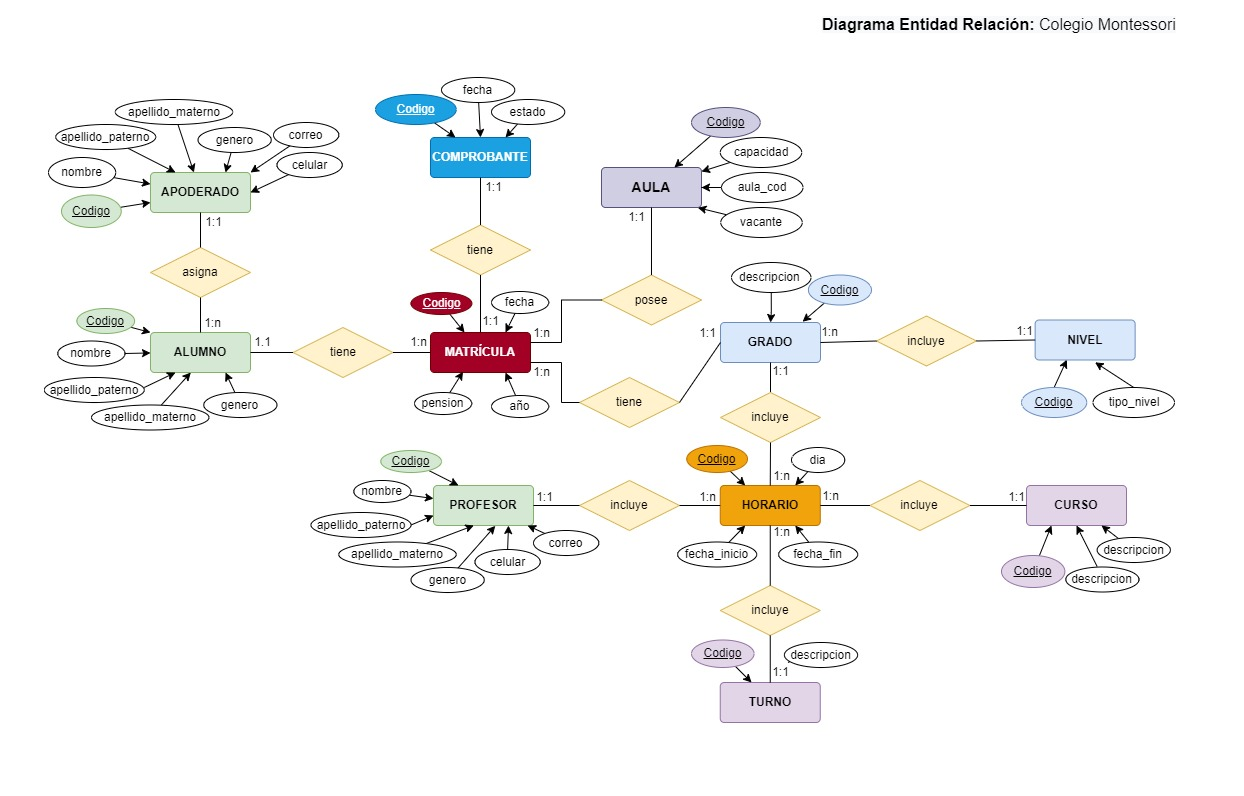 Diagrama Entidad Relación: Colegio Montessori
apellido_materno
apellido_paterno
genero
correo
nombre
celular
Codigo
APODERADO
1:1
asigna
1:n
Codigo
nombre
ALUMNO
apellido_paterno
apellido_materno
genero
1.1
tiene
1:n
fecha
Codigo
estado
COMPROBANTE
1:1
tiene
1:1
Codigo
fecha
MATRÍCULA
pension
año
1:n
1:n
Codigo
capacidad
AULA
aula_cod
vacante
1:1
posee
tiene
1:1
descripcion
Codigo
GRADO
1:n
incluye
1:1
NIVEL
Codigo
tipo_nivel
1:1
incluye
1:n
Codigo
dia
HORARIO
fecha_inicio
fecha_fin
Codigo
nombre
PROFESOR
apellido_paterno
apellido_materno
genero
celular
correo
1:1
incluye
1:n
1:n
incluye
1:1
CURSO
Codigo
descripcion
descripcion
1:n
incluye
Codigo
descripcion
1:1
TURNO